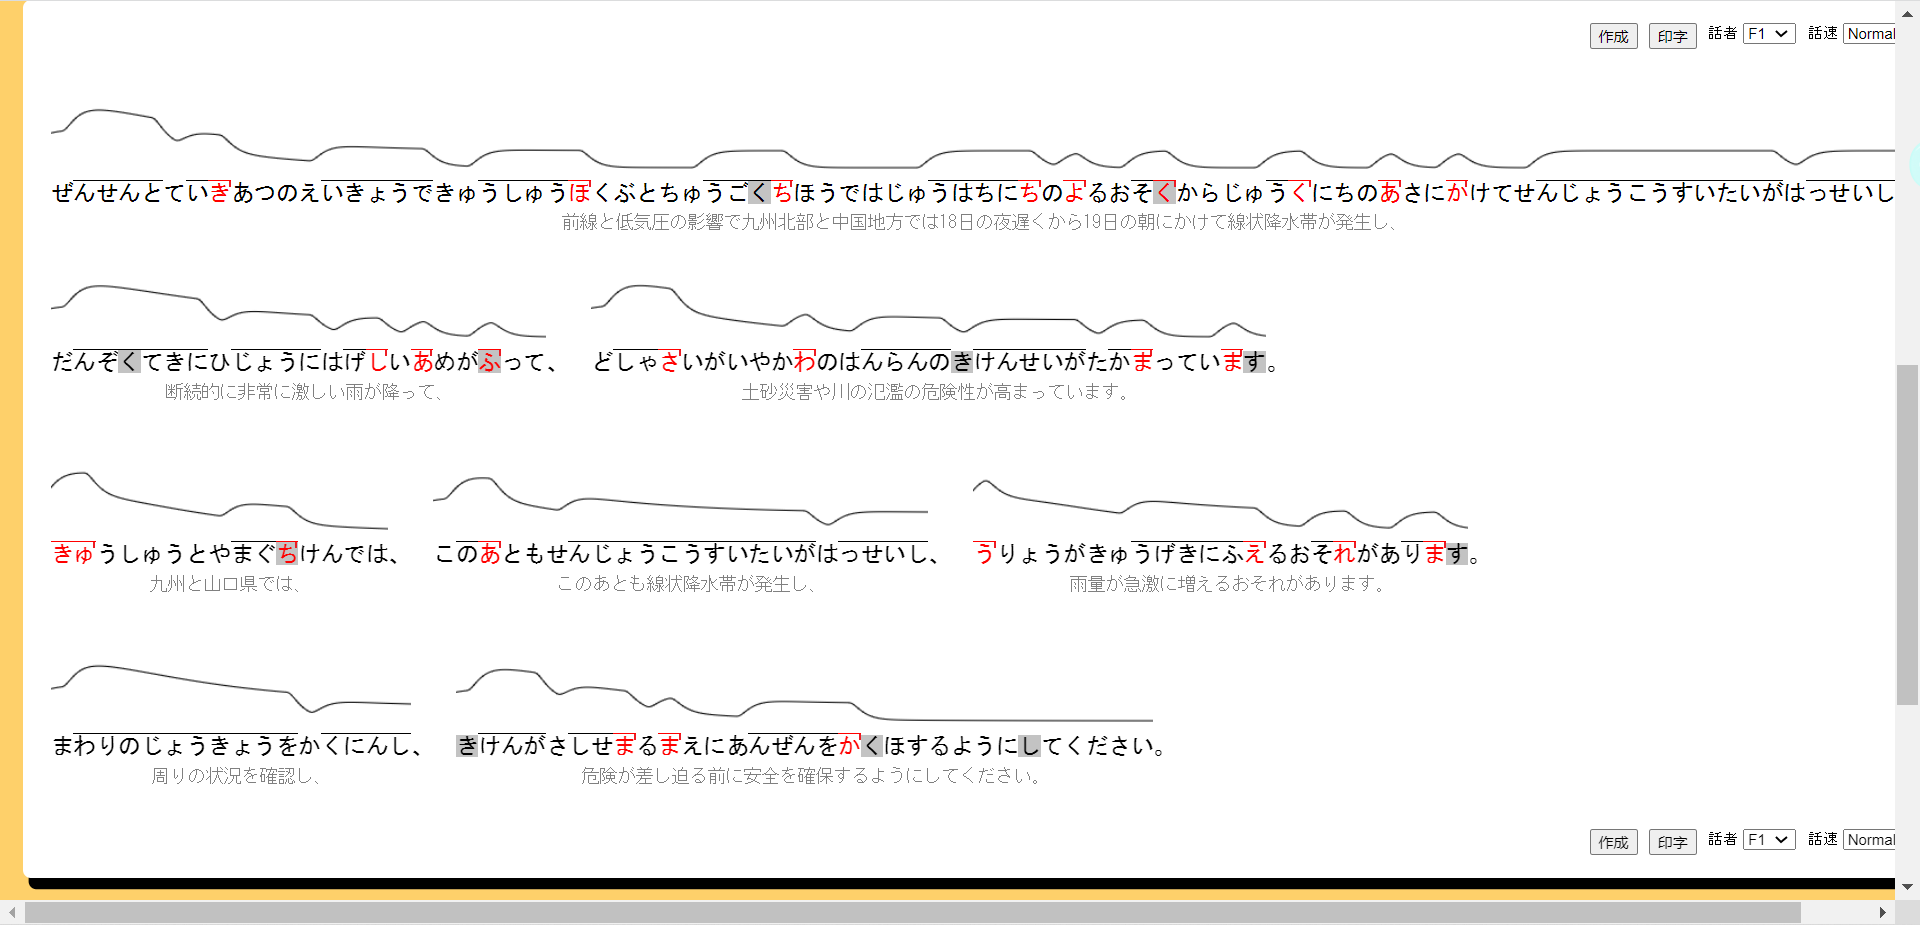 作成 印字 話者 F1 話速 Normal
ぜんせんとていぎあつのえいきょうできゅうしゅうぼくぶとちゅうごくぢほうではじゅうはちにちのよるおそくからじゅうくにちのあさにがけてせんじょうこうすいたいがはっせいし
前線と低気圧の影響で九州北部と中国地方では18日の夜遅くから19日の朝にかけて線状降水帯が発生し、
だんぞくてきにひじょうにはげしいあめがふって、 どしゃざいがいやかわのはんらんのきけんせいがたかまっています。
断続的に非常に激しい雨が降って、 土砂災害や川の氾濫の危険性が高まっています。
きゅうしゅうとやまぐちけんでは、 このあともせんじょうこうすいたいがはっせいし、 うりょうがきゅうげきにふえるおそれがあります。
九州と山口県では、 このあとも線状降水帯が発生し、 雨量が急激に増えるおそれがあります。
まわりのじょうきょうをかくにんし、 きけんがさしせまるまえにあんぜんをかくほするようにしてください。
周りの状況を確認し、 危険が差し迫る前に安全を確保するようにしてください。
作成 印字 話者 F1 話速 Normal